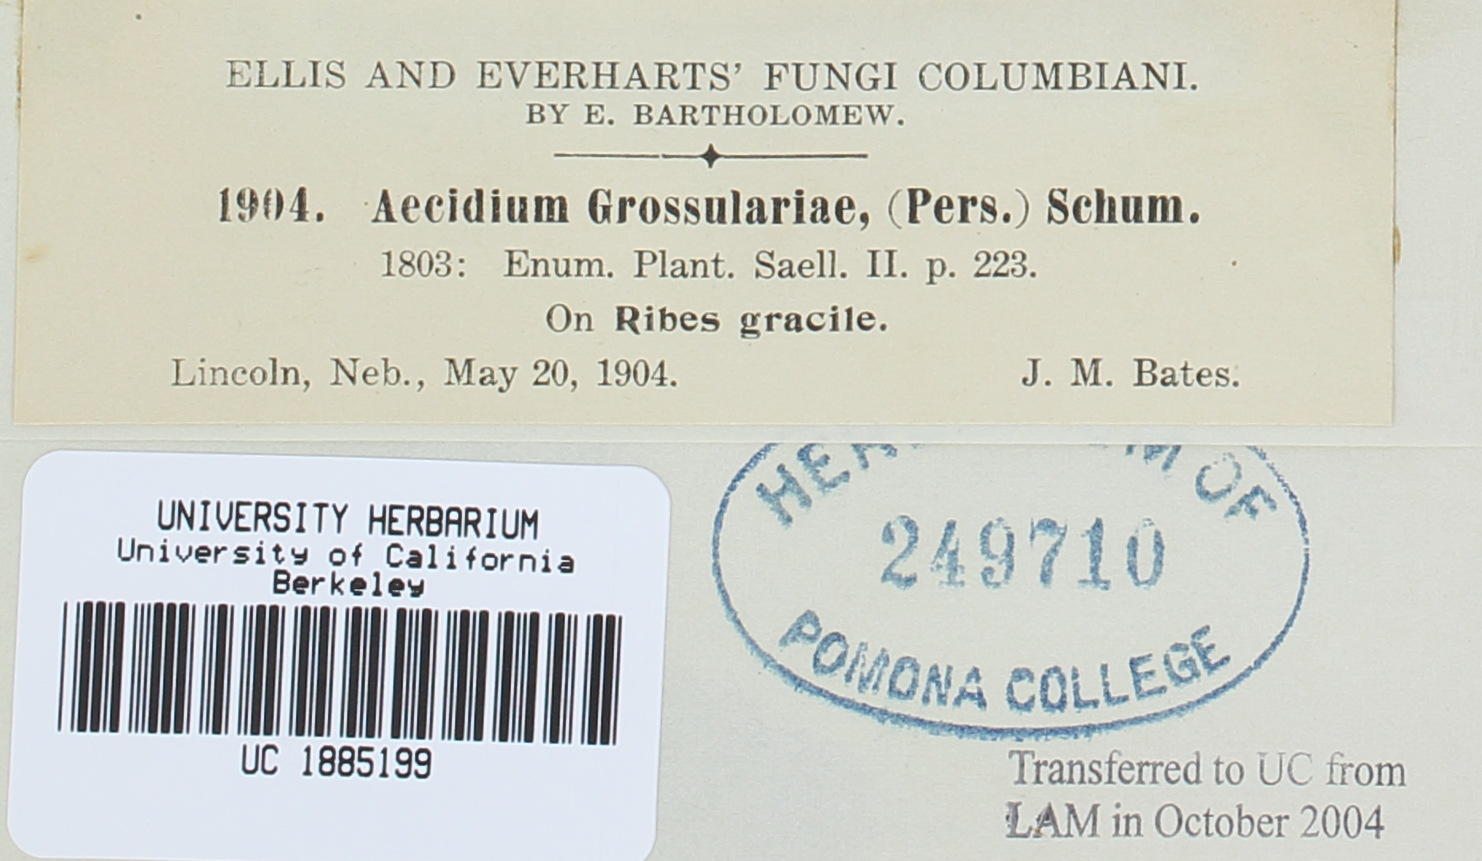 ELLIS AND EVERHARTS' FUNGI COLUMBIANI.
BY E. BARTHOLOMEW.
1904. Aecidium Grossulariae, (Pers.) Schum.
1803: Enum. Plant. Saell. II. p. 223.
On Ribes gracile.
Lincoln, Neb., May 20, 1904. J. M. Bates.
UNIVERSITY HERBARIUM
University of California
Berkeley
UC 1885199
OF
249710
POMONA COLLEGE
Transferred to UC from
LAM in October 2004